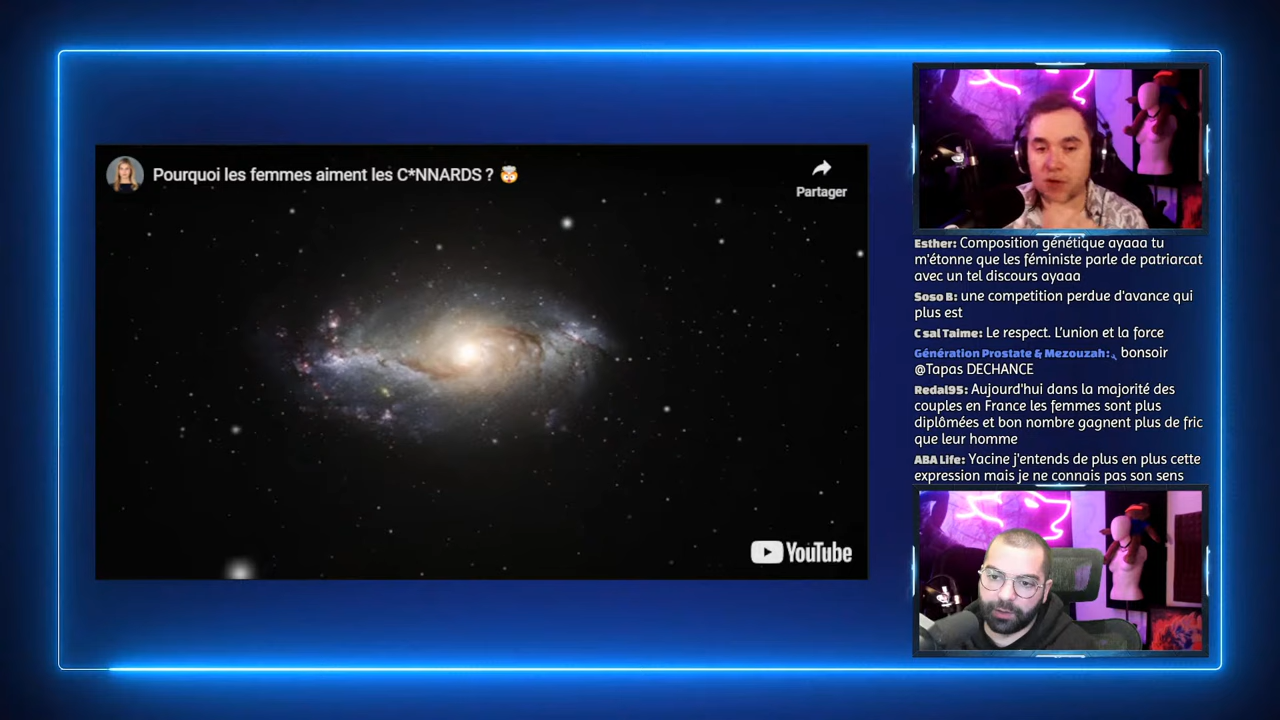 Pourquoi les femmes aiment les C*NNARDS ? 🤯
Partager
YouTube
Esther: Composition génétique ayaaa tu
m'étonne que les féministe parle de patriarcat
avec un tel discours ayaaa
Soso B: une competition perdue d'avance qui
plus est
C sal Taime: Le respect. L'union et la force
Génération Prostate & Mezouzah: bonsoir
@Tapas DECHANCE
Redal95: Aujourd'hui dans la majorité des
couples en France les femmes sont plus
diplômées et bon nombre gagnent plus de fric
que leur homme
ABA Life: Yacine j'entends de plus en plus cette
expression mais je ne connais pas son sens